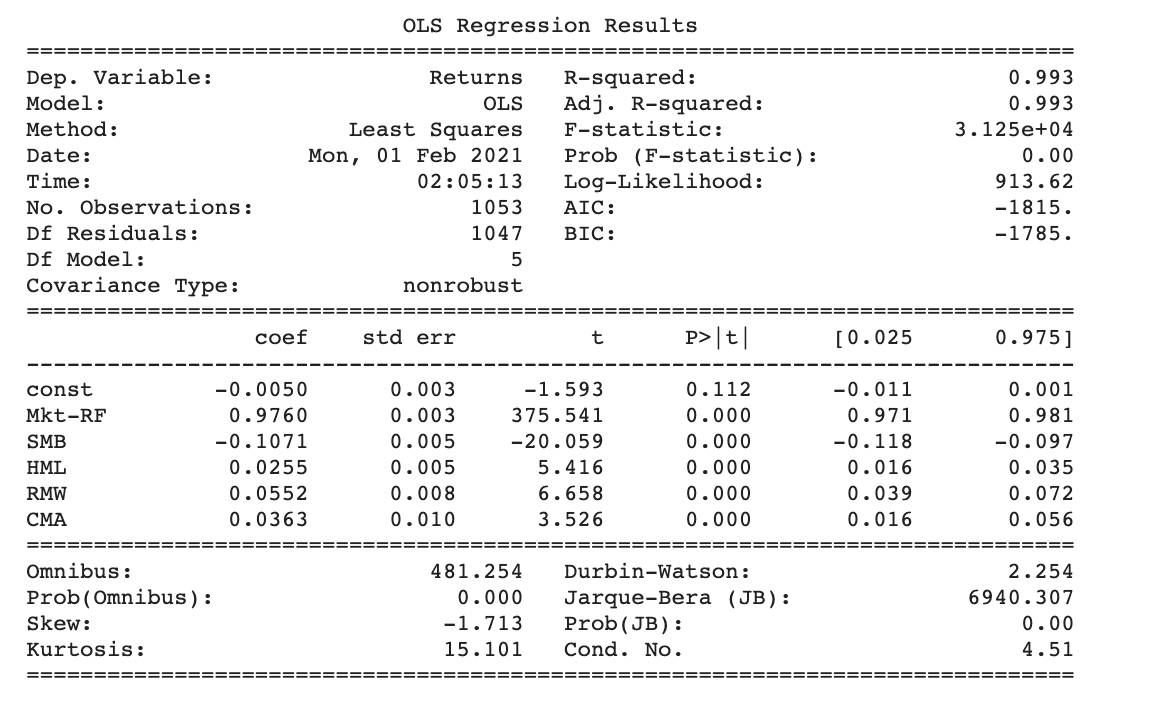 OLS Regression Results
==============================================================================
Dep. Variable:                Returns   R-squared:                       0.993
Model:                            OLS   Adj. R-squared:                  0.993
Method:                 Least Squares   F-statistic:                 3.125e+04
Date:                Mon, 01 Feb 2021   Prob (F-statistic):               0.00
Time:                        02:05:13   Log-Likelihood:                 913.62
No. Observations:                1053   AIC:                            -1815.
Df Residuals:                    1047   BIC:                            -1785.
Df Model:                           5
Covariance Type:            nonrobust
==============================================================================
                 coef    std err          t      P>|t|      [0.025      0.975]
------------------------------------------------------------------------------
const         -0.0050      0.003     -1.593      0.112      -0.011       0.001
Mkt-RF         0.9760      0.003    375.541      0.000       0.971       0.981
SMB           -0.1071      0.005    -20.059      0.000      -0.118      -0.097
HML            0.0255      0.005      5.416      0.000       0.016       0.035
RMW            0.0552      0.008      6.658      0.000       0.039       0.072
CMA            0.0363      0.010      3.526      0.000       0.016       0.056
==============================================================================
Omnibus:                      481.254   Durbin-Watson:                   2.254
Prob(Omnibus):                  0.000   Jarque-Bera (JB):             6940.307
Skew:                          -1.713   Prob(JB):                         0.00
Kurtosis:                      15.101   Cond. No.                         4.51
==============================================================================